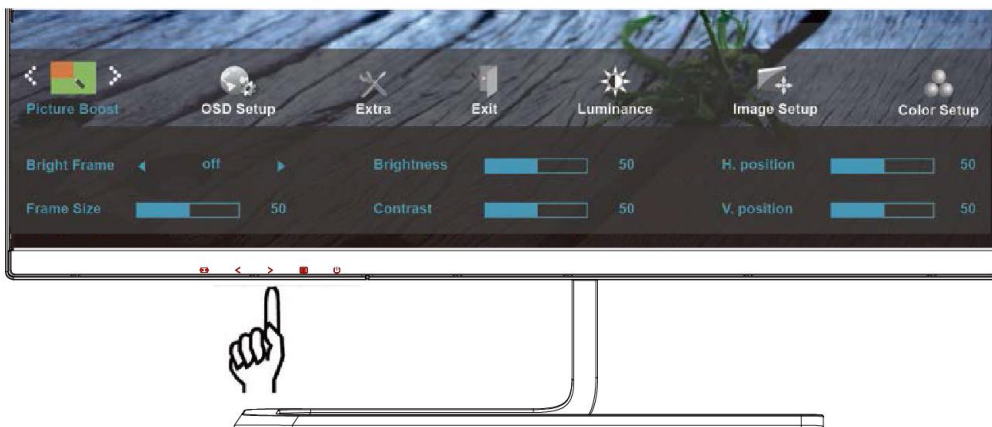 Picture Boost OSD Setup Extra Exit Luminance Image Setup Color Setup
Bright Frame off Brightness 50 H. position 50
Frame Size 50 Contrast 50 V. position 50